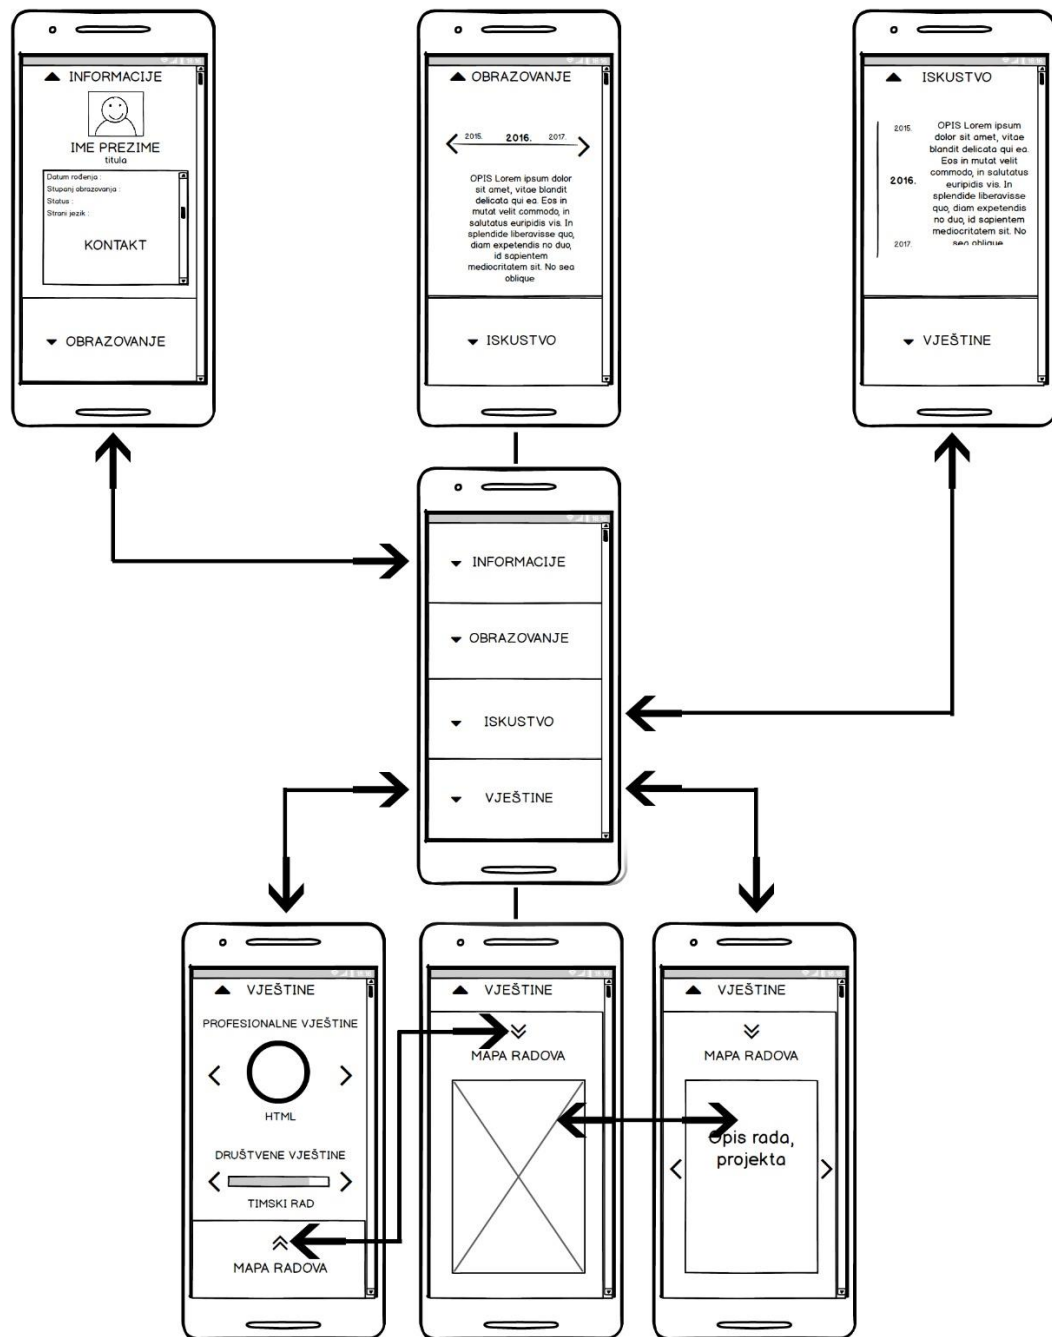 INFORMACIJE
IME PREZIME
titula
Datum rođenja :
Stupanj obrazovanja :
Status :
Strani jezik :
KONTAKT
OBRAZOVANJE
OBRAZOVANJE
2015. 2016. 2017.
OPIS Lorem ipsum dolor
sit amet, vitae blandit
delicata qui ea. Eos in
mutat velit commodo, in
salutatus euripidis vis. In
splendide liberavisse quo,
diam expetendis no duo,
id sapientem
mediocritatem sit. No sea
oblique
ISKUSTVO
ISKUSTVO
2015.
2016.
2017.
OPIS Lorem ipsum
dolor sit amet, vitae
blandit delicata qui ea.
Eos in mutat velit
commodo, in salutatus
euripidis vis. In
splendide liberavisse
quo, diam expetendis
no duo, id sapientem
mediocritatem sit. No
sea oblique
VJEŠTINE
INFORMACIJE
OBRAZOVANJE
ISKUSTVO
VJEŠTINE
VJEŠTINE
PROFESIONALNE VJEŠTINE
HTML
DRUŠTVENE VJEŠTINE
TIMSKI RAD
MAPA RADOVA
VJEŠTINE
MAPA RADOVA
VJEŠTINE
MAPA RADOVA
Opis rada,
projekta